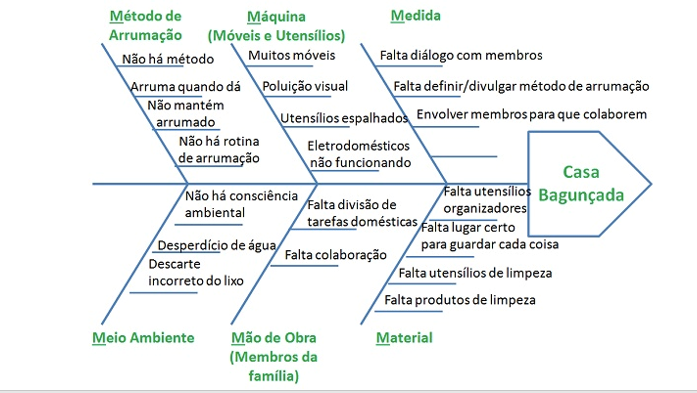 Método de
Arrumação
Máquina
(Móveis e Utensílios)
Medida
Não há método
Arruma quando dá
Não mantém
arrumado
Não há rotina
de arrumação
Muitos móveis
Poluição visual
Utensílios espalhados
Eletrodomésticos
não funcionando
Falta diálogo com membros
Falta definir/divulgar método de arrumação
Envolver membros para que colaborem
Casa
Bagunçada
Não há consciência
ambiental
Desperdício de água
Descarte
incorreto do lixo
Falta divisão de
tarefas domésticas
Falta colaboração
Falta utensílios
organizadores
Falta lugar certo
para guardar cada coisa
Falta utensílios de limpeza
Falta produtos de limpeza
Meio Ambiente
Mão de Obra
(Membros da
família)
Material